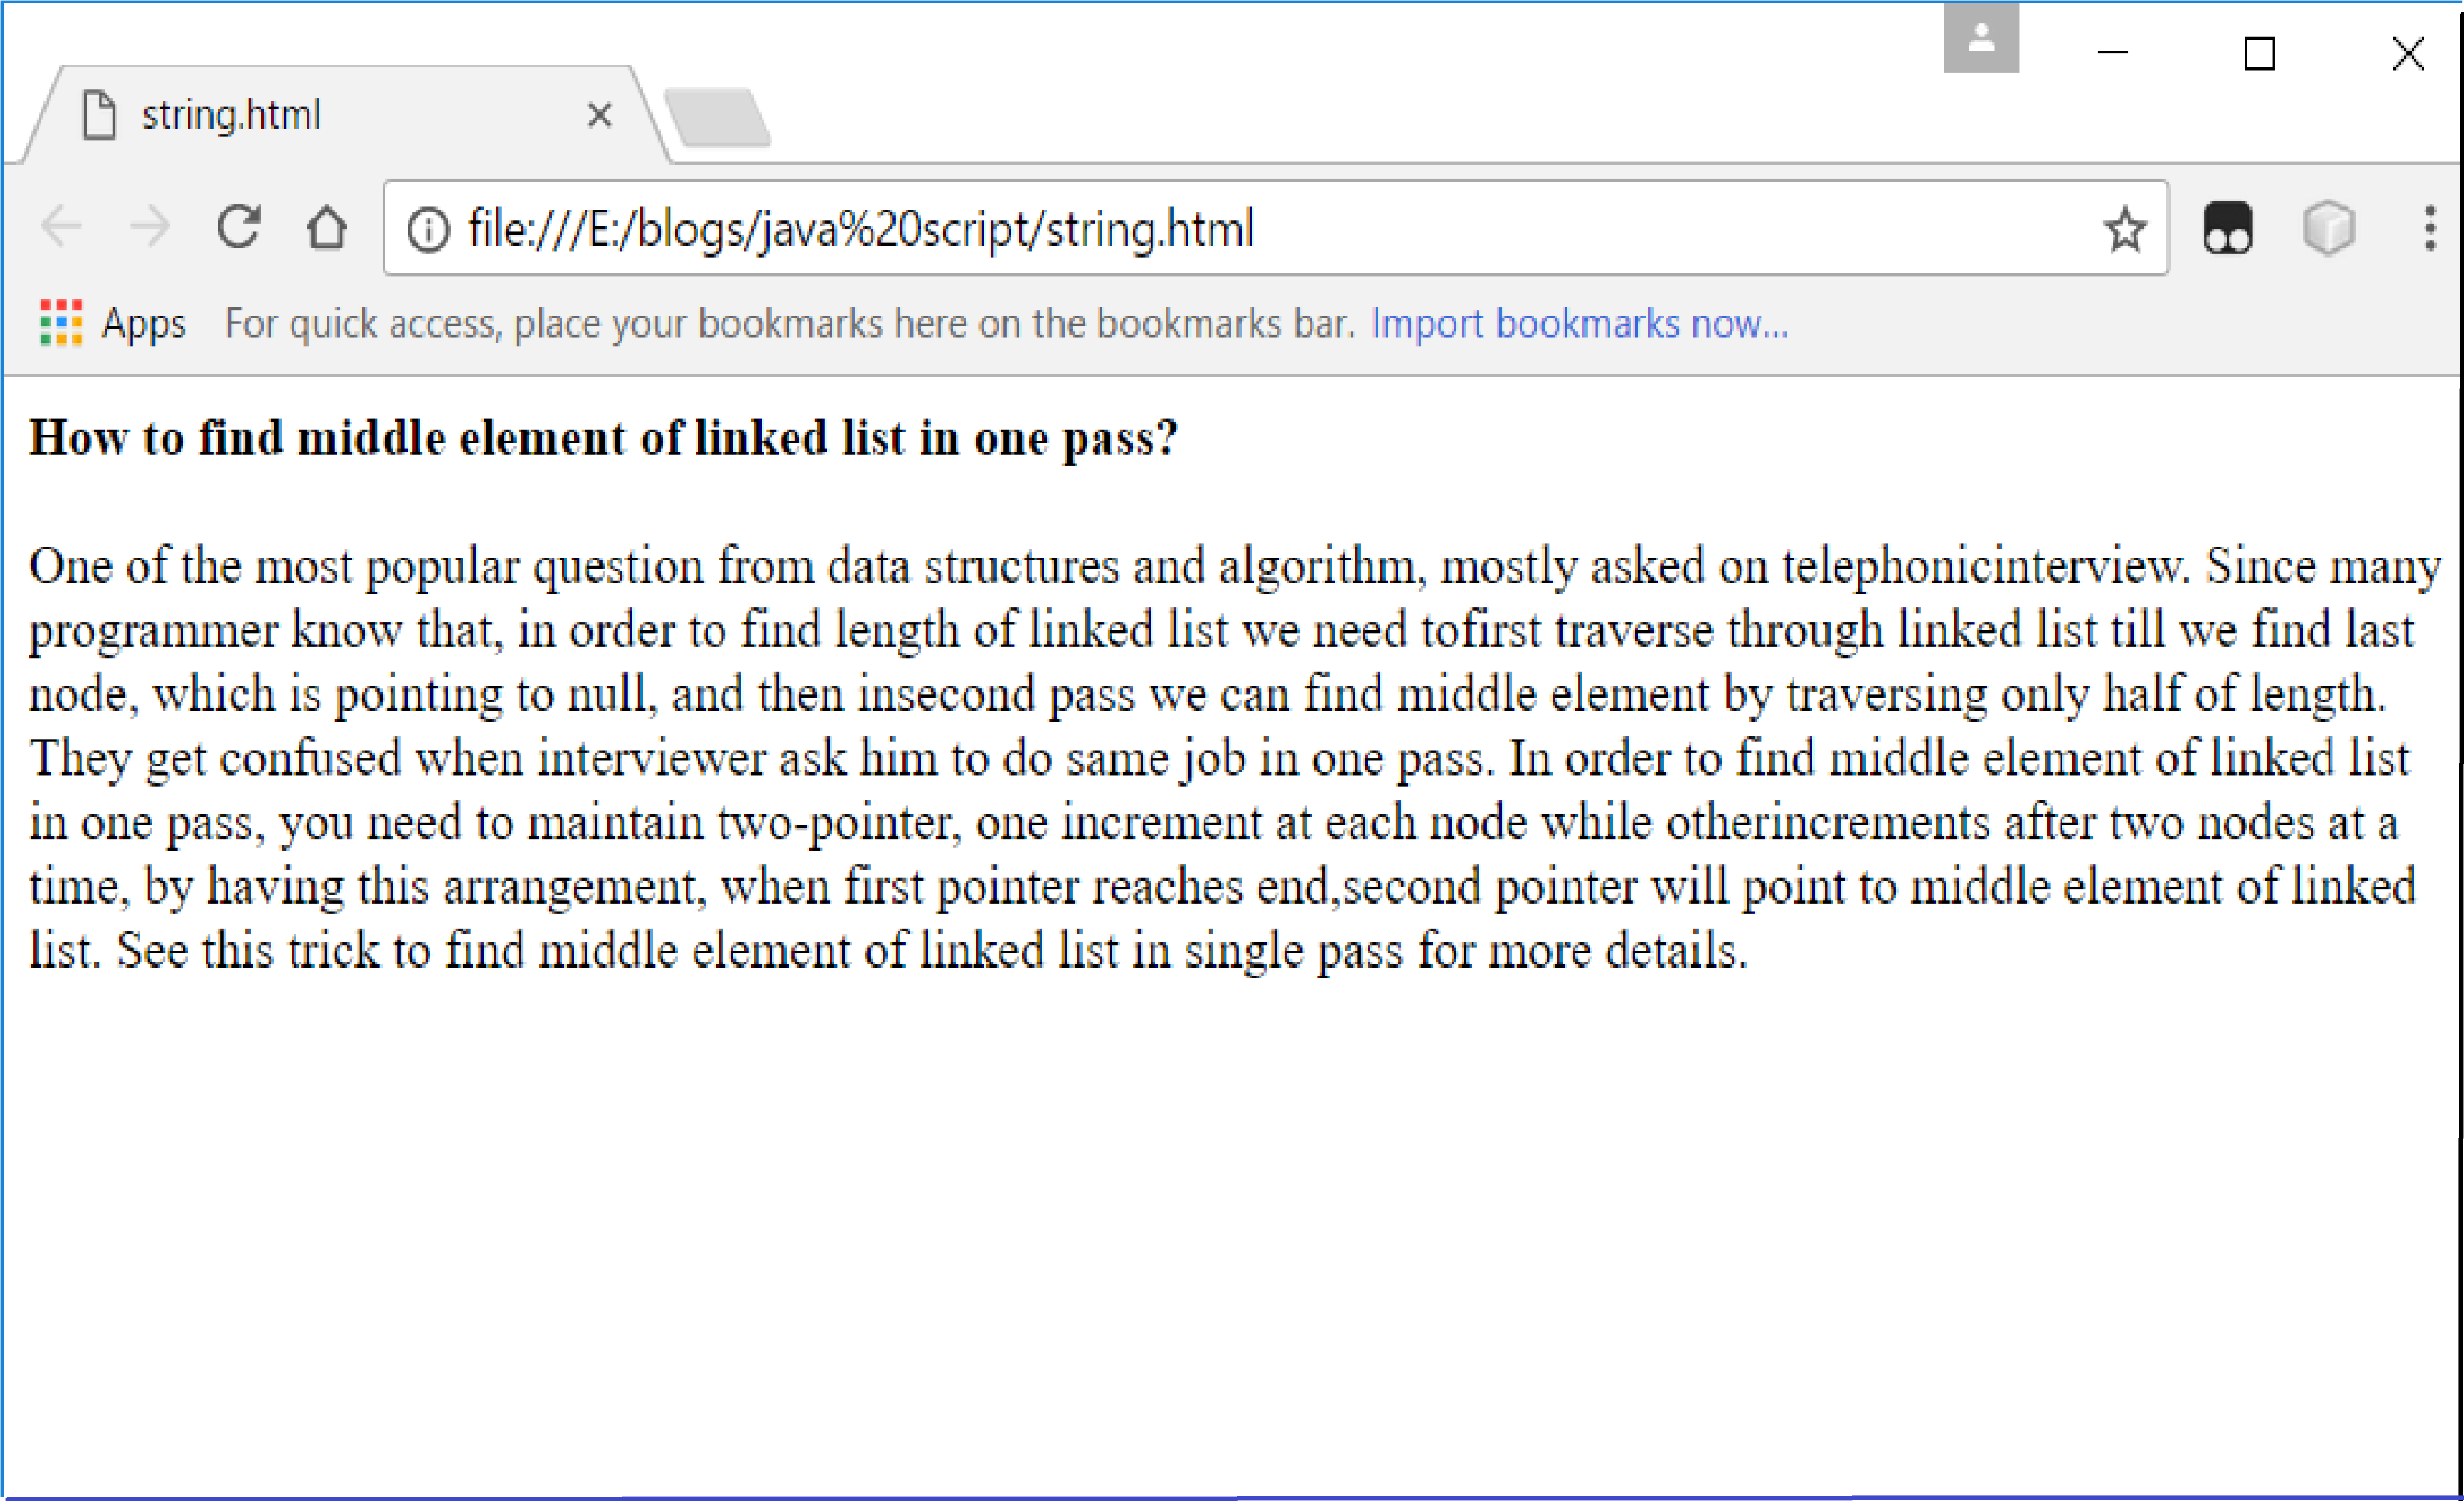 string.html
file:///E:/blogs/java%20script/string.html
Apps For quick access, place your bookmarks here on the bookmarks bar. Import bookmarks now...
How to find middle element of linked list in one pass?
One of the most popular question from data structures and algorithm, mostly asked on telephonicinterview. Since many
programmer know that, in order to find length of linked list we need tofirst traverse through linked list till we find last
node, which is pointing to null, and then insecond pass we can find middle element by traversing only half of length.
They get confused when interviewer ask him to do same job in one pass. In order to find middle element of linked list
in one pass, you need to maintain two-pointer, one increment at each node while otherincrements after two nodes at a
time, by having this arrangement, when first pointer reaches end,second pointer will point to middle element of linked
list. See this trick to find middle element of linked list in single pass for more details.